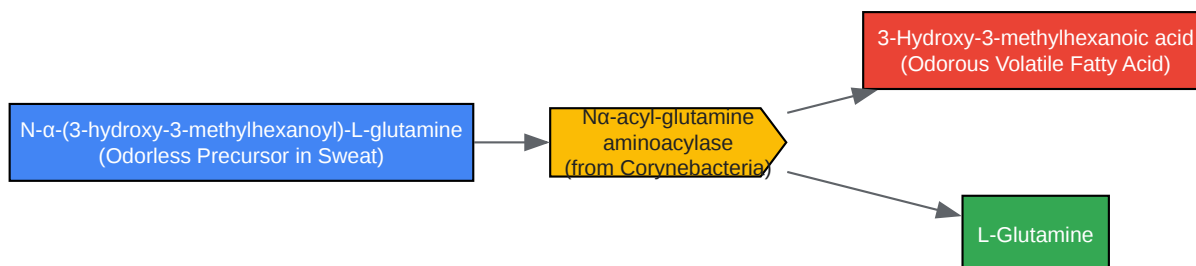 N-α-(3-hydroxy-3-methylhexanoyl)-L-glutamine
(Odorless Precursor in Sweat)
Nα-acyl-glutamine
aminoacylase
(from Corynebacteria)
3-Hydroxy-3-methylhexanoic acid
(Odorous Volatile Fatty Acid)
L-Glutamine